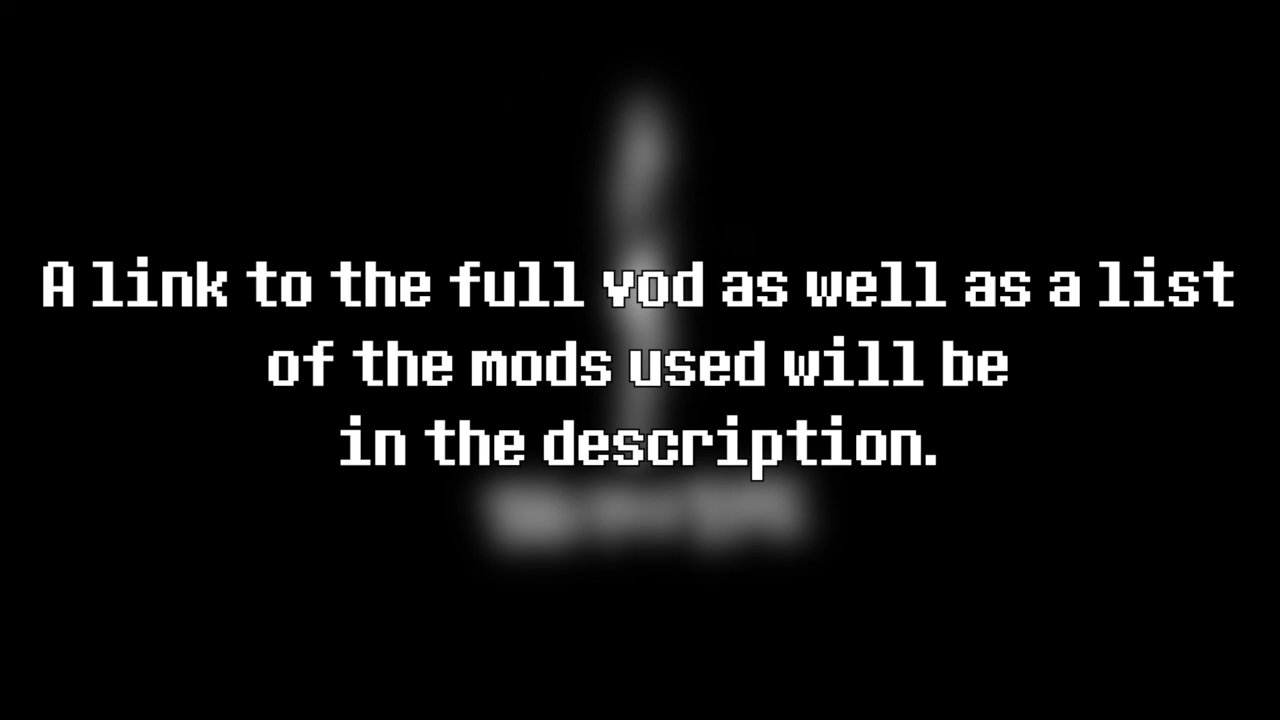 A link to the full vod as well as a list
of the mods used will be
in the description.